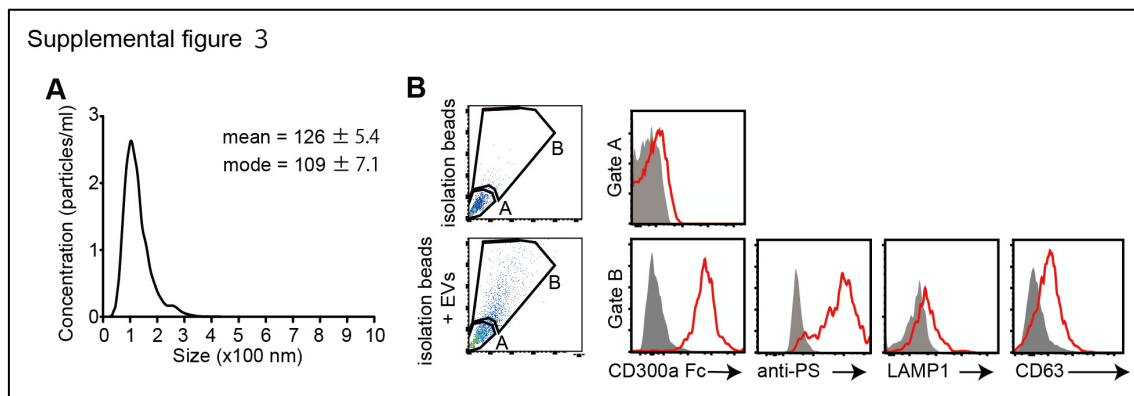 Supplemental figure 3
A
Concentration (particles/ml)
3
2
1
0
mean = 126 ± 5.4
mode = 109 ± 7.1
0 1 2 3 4 5 6 7 8 9 10
Size (x100 nm)
B
isolation beads
B
A
Gate A
isolation beads
+ EVs
B
A
Gate B
CD300a Fc
anti-PS
LAMP1
CD63